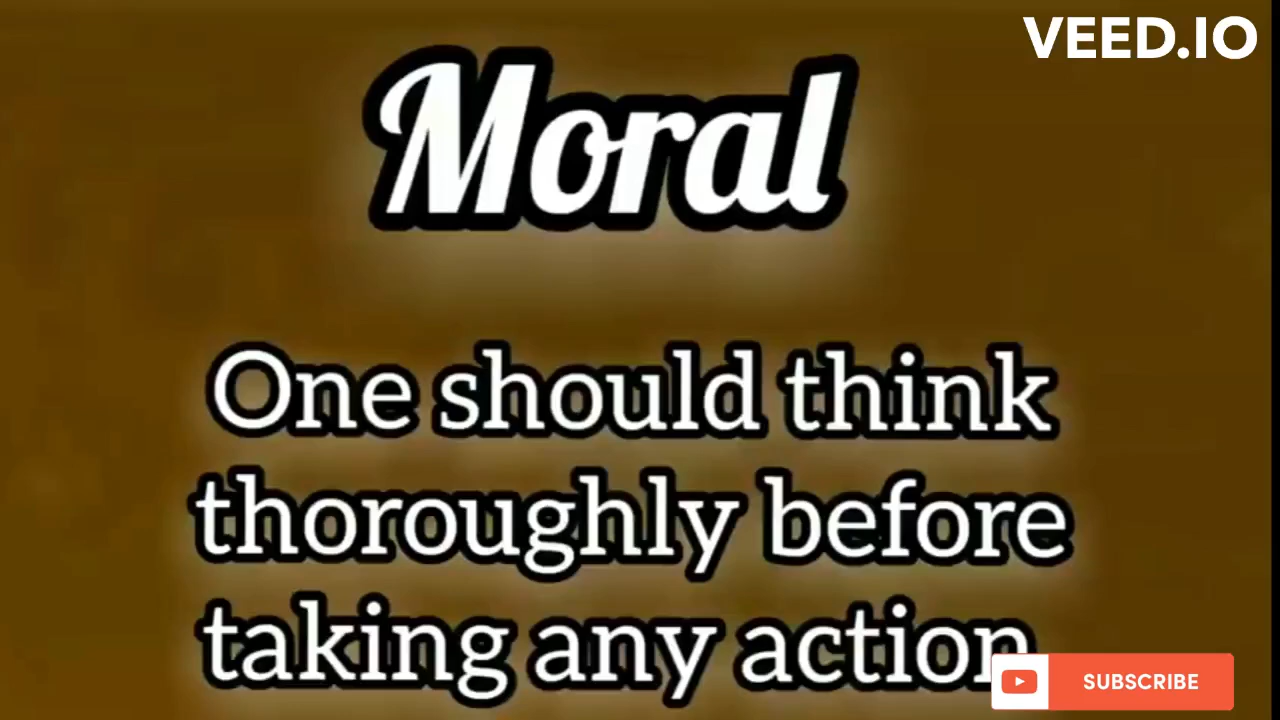 VEED.IO
Moral
One should think
thoroughly before
taking any action
SUBSCRIBE